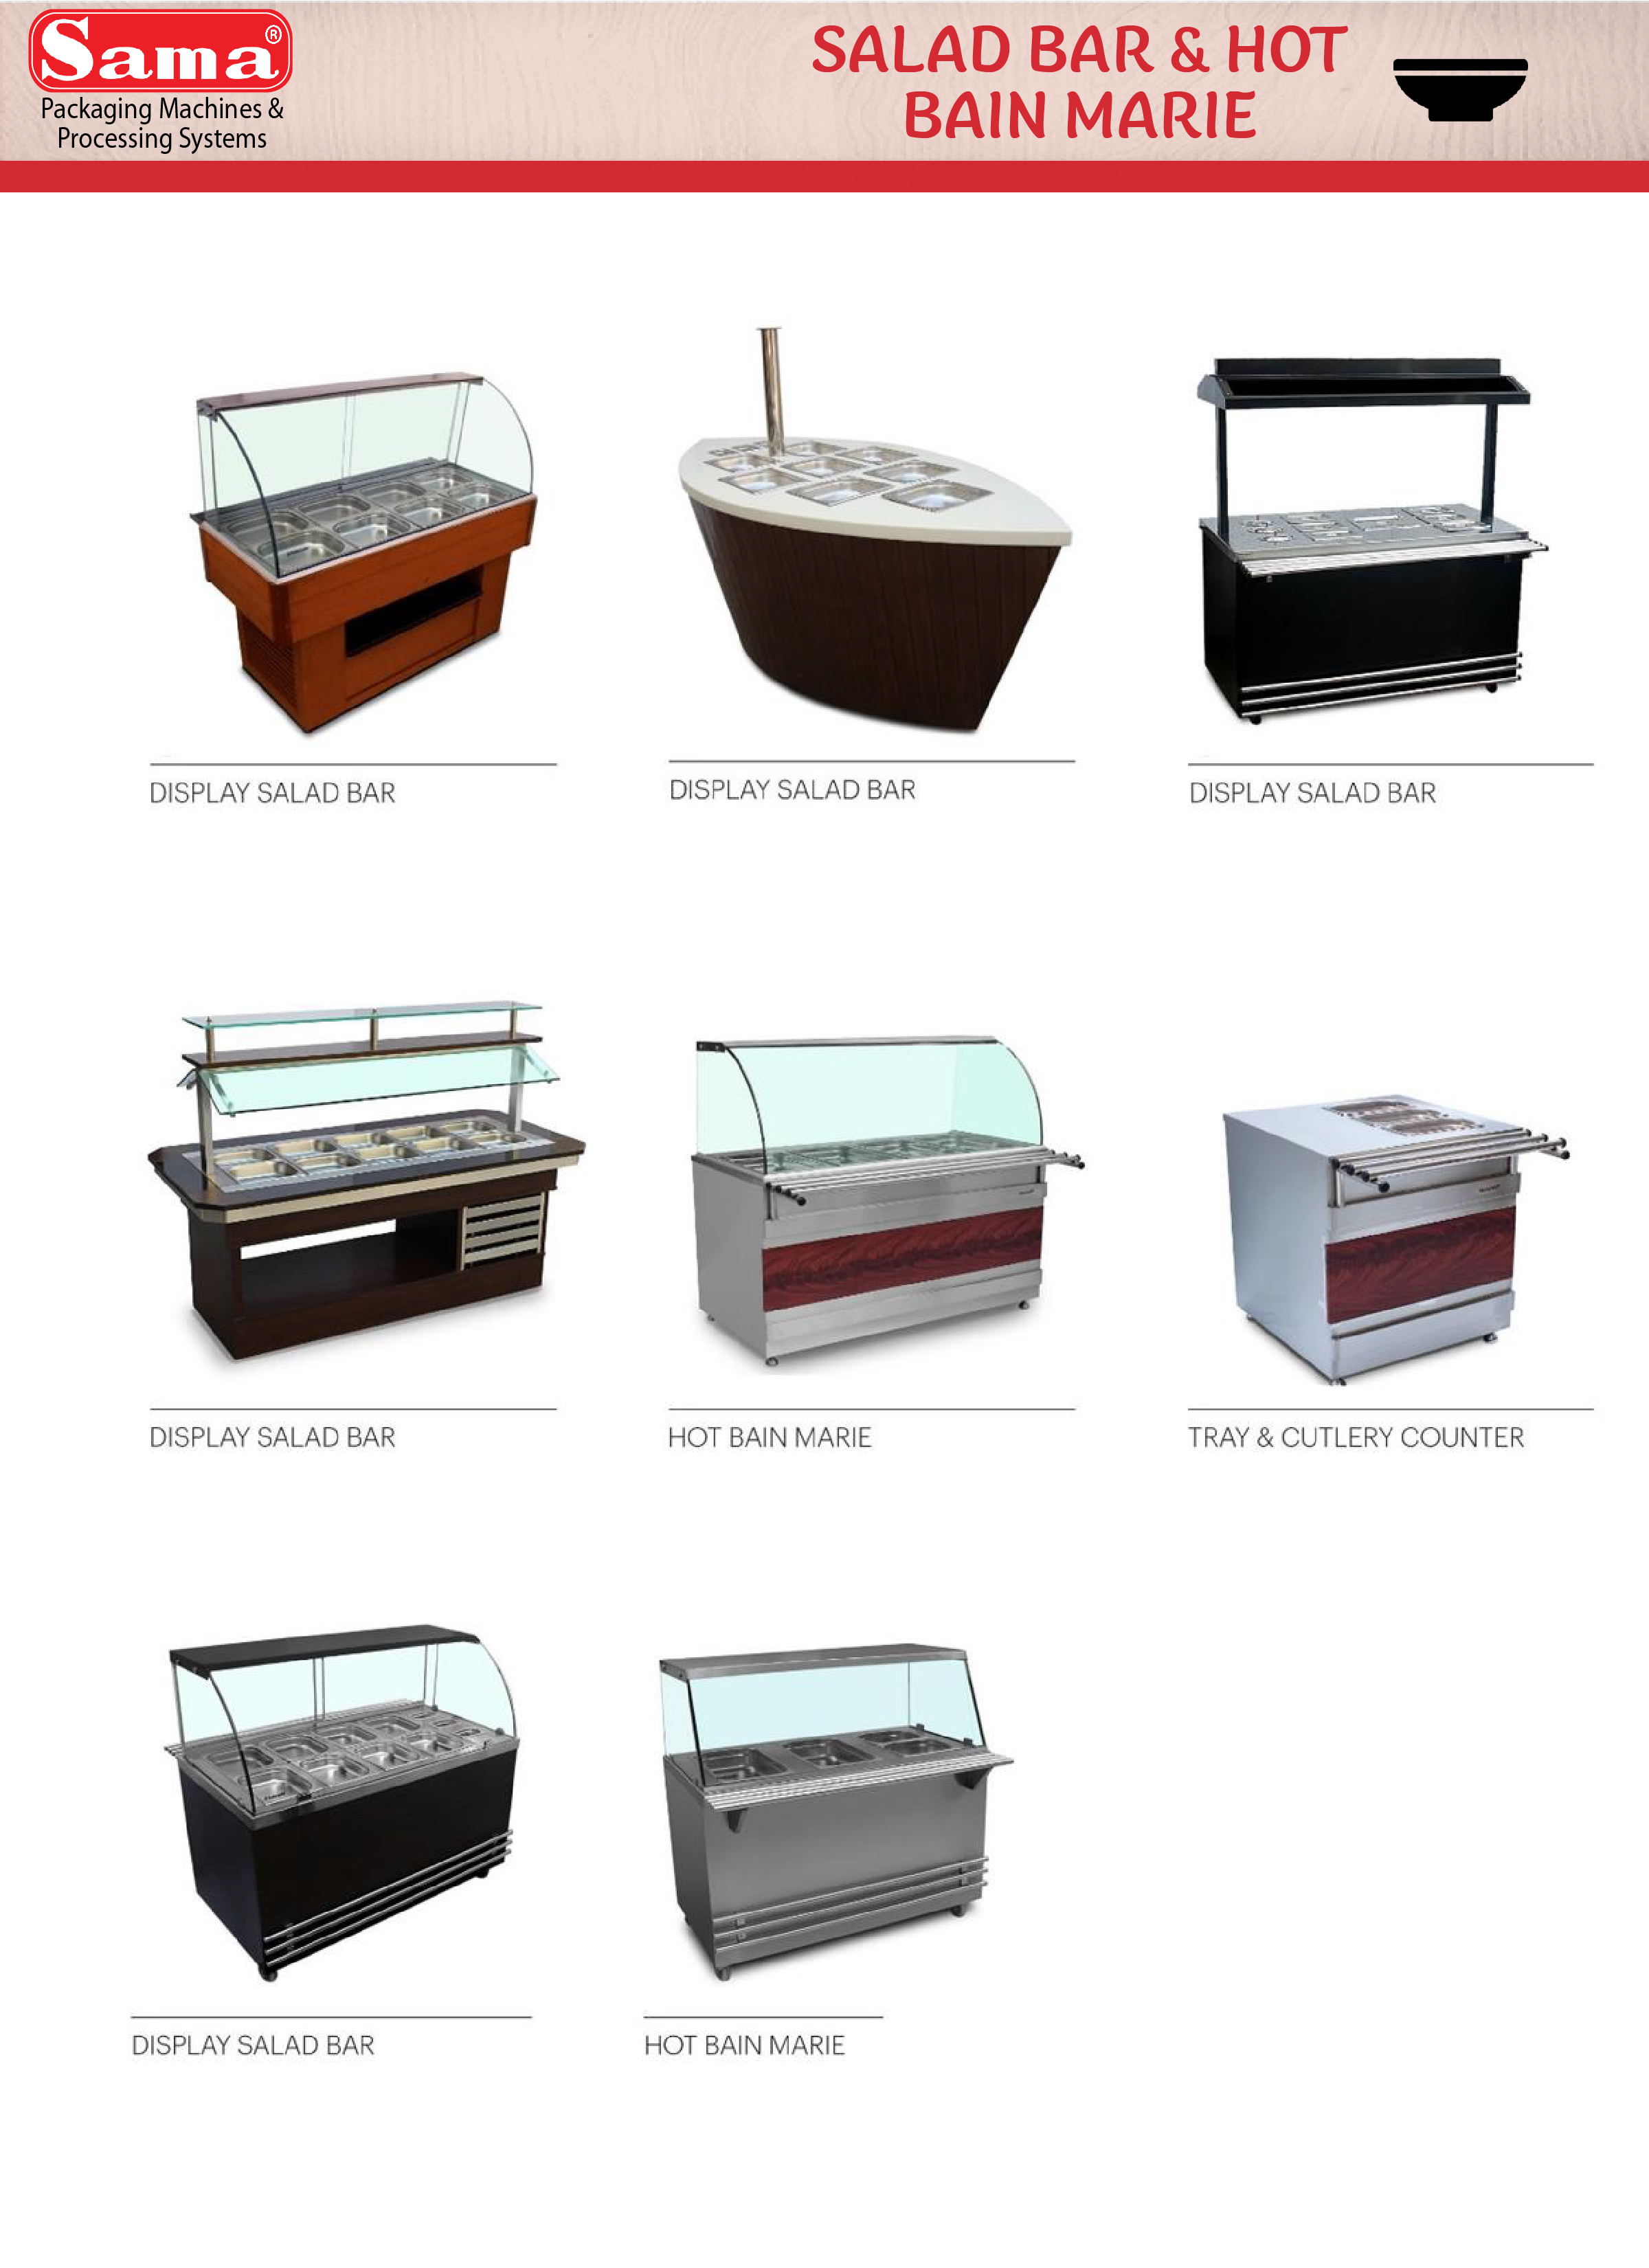 Sama®
Packaging Machines &
Processing Systems
SALAD BAR & HOT
BAIN MARIE
DISPLAY SALAD BAR
DISPLAY SALAD BAR
DISPLAY SALAD BAR
DISPLAY SALAD BAR
HOT BAIN MARIE
TRAY & CUTLERY COUNTER
DISPLAY SALAD BAR
HOT BAIN MARIE